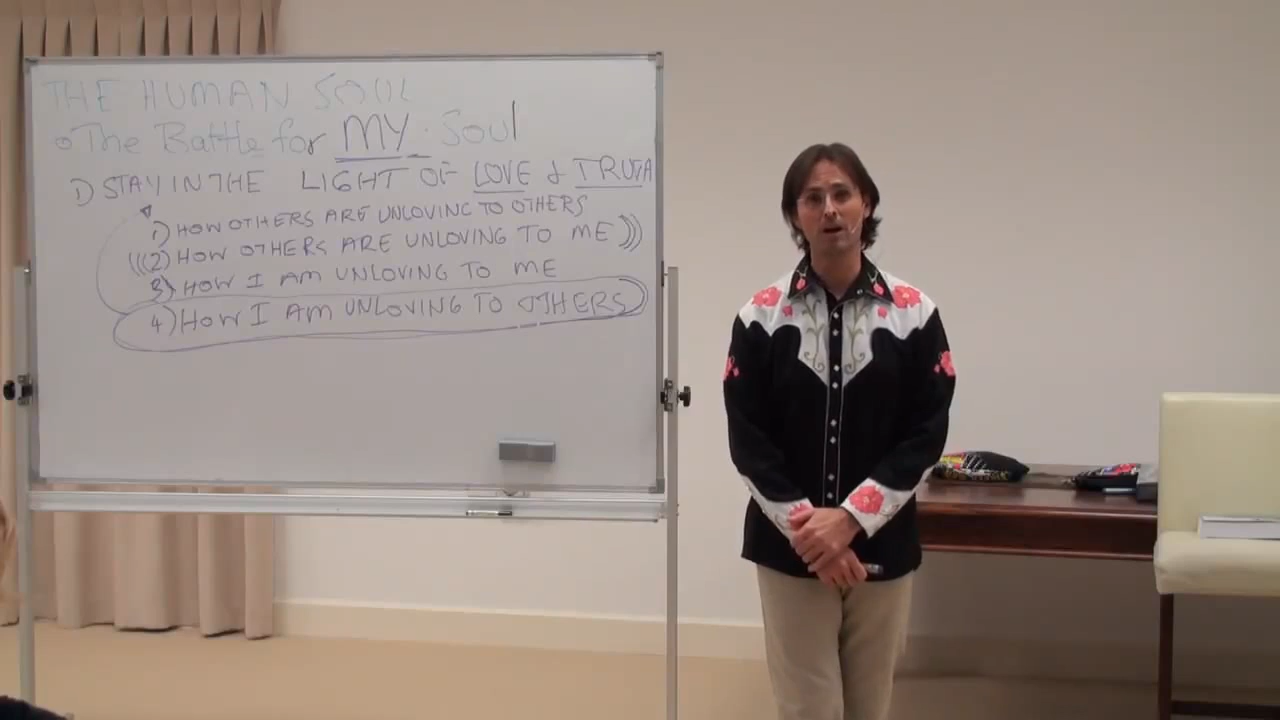 THE HUMAN SOUL
The Battle for MY Soul
1) STAY IN THE LIGHT OF LOVE & TRUTH
1) HOW OTHERS ARE UNLOVING TO OTHERS
(((2) HOW OTHERS ARE UNLOVING TO ME)))
3) HOW I AM UNLOVING TO ME
4) HOW I AM UNLOVING TO OTHERS